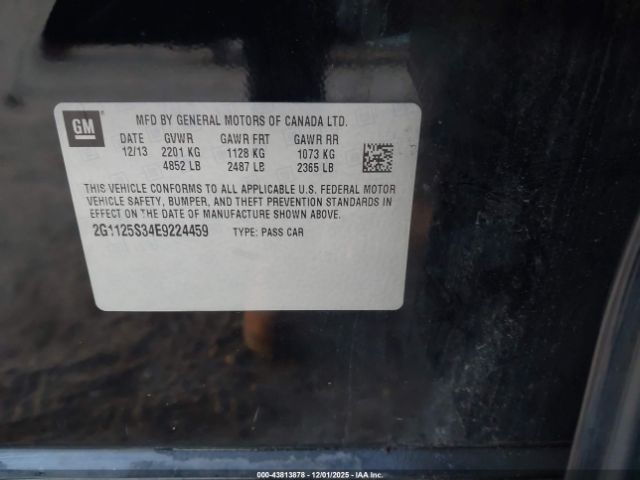 GM
MFD BY GENERAL MOTORS OF CANADA LTD.
DATE GVWR GAWR FRT GAWR RR
12/13 2201 KG 1128 KG 1073 KG
4852 LB 2487 LB 2365 LB
THIS VEHICLE CONFORMS TO ALL APPLICABLE U.S. FEDERAL MOTOR
VEHICLE SAFETY, BUMPER, AND THEFT PREVENTION STANDARDS IN
EFFECT ON THE DATE OF MANUFACTURE SHOWN ABOVE.
2G1125S34E9224459 TYPE: PASS CAR
000-43813878 - 12/01/2025 - IAA Inc.